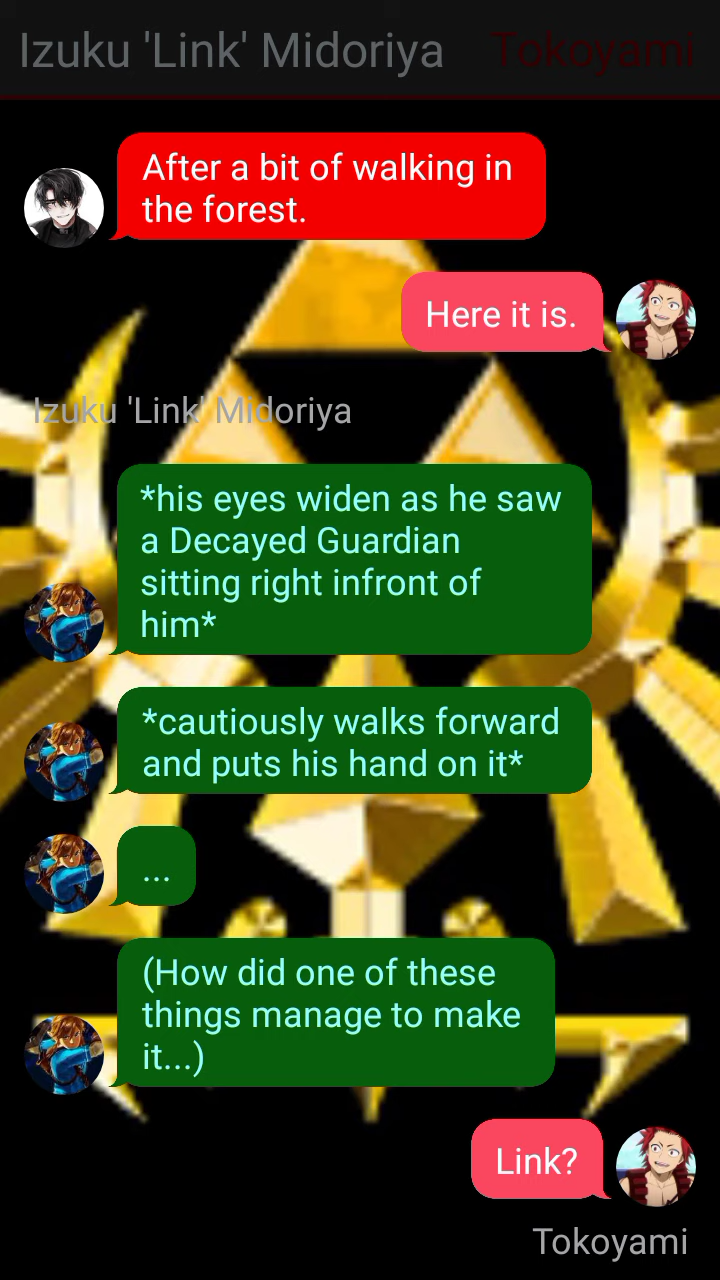 Izuku 'Link' Midoriya Tokoyami
After a bit of walking in
the forest.
Here it is.
Izuku 'Link' Midoriya
*his eyes widen as he saw
a Decayed Guardian
sitting right infront of
him*
*cautiously walks forward
and puts his hand on it*
...
(How did one of these
things manage to make
it...)
Link?
Tokoyami